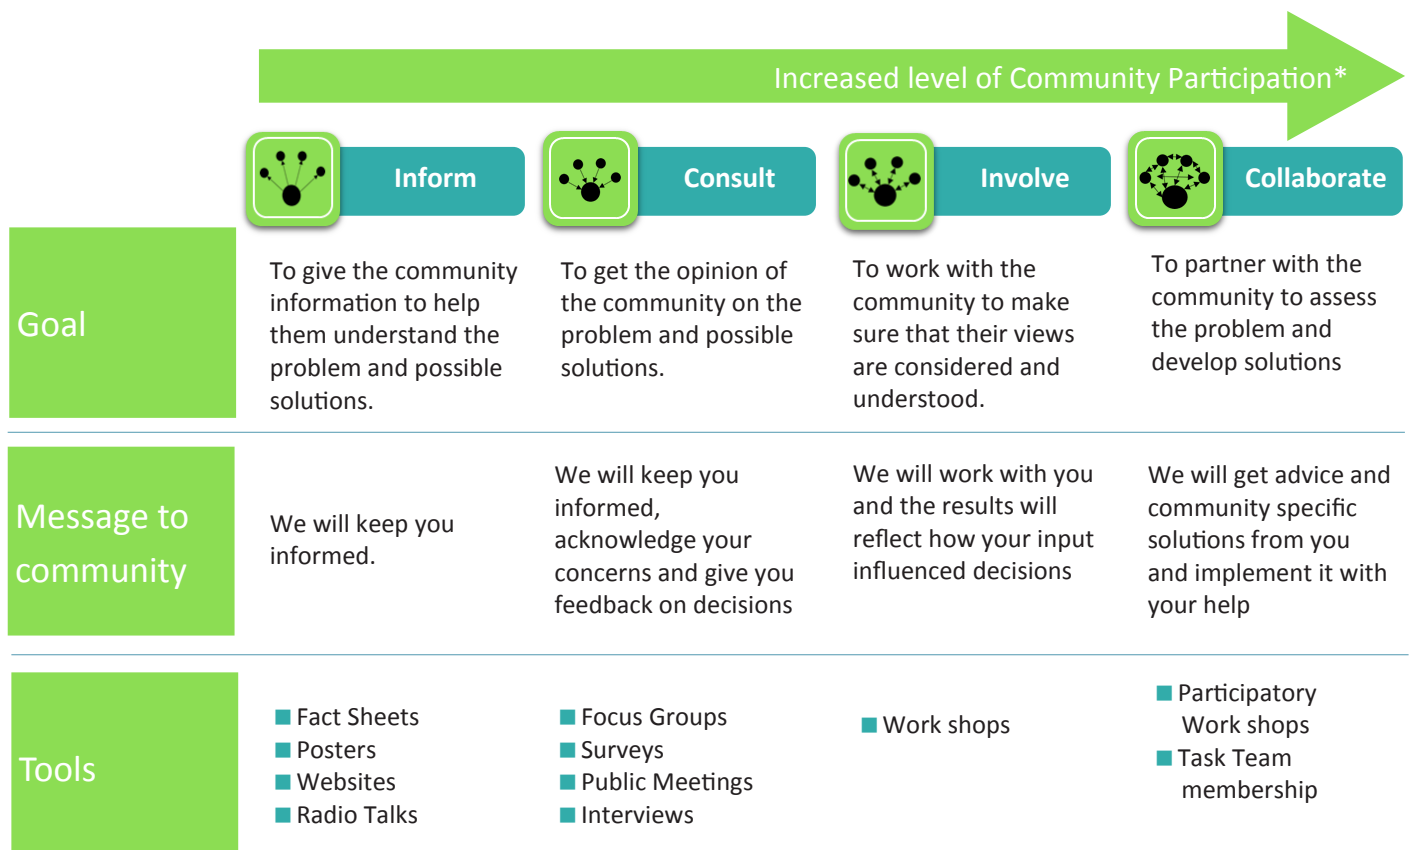 Increased level of Community Participation*
Inform
Consult
Involve
Collaborate
Goal
To give the community
information to help
them understand the
problem and possible
solutions.
To get the opinion of
the community on the
problem and possible
solutions.
To work with the
community to make
sure that their views
are considered and
understood.
To partner with the
community to assess
the problem and
develop solutions
Message to
community
We will keep you
informed.
We will keep you
informed,
acknowledge your
concerns and give you
feedback on decisions
We will work with you
and the results will
reflect how your input
influenced decisions
We will get advice and
community specific
solutions from you
and implement it with
your help
Tools
Fact Sheets
Posters
Websites
Radio Talks
Focus Groups
Surveys
Public Meetings
Interviews
Work shops
Participatory
Work shops
Task Team
membership